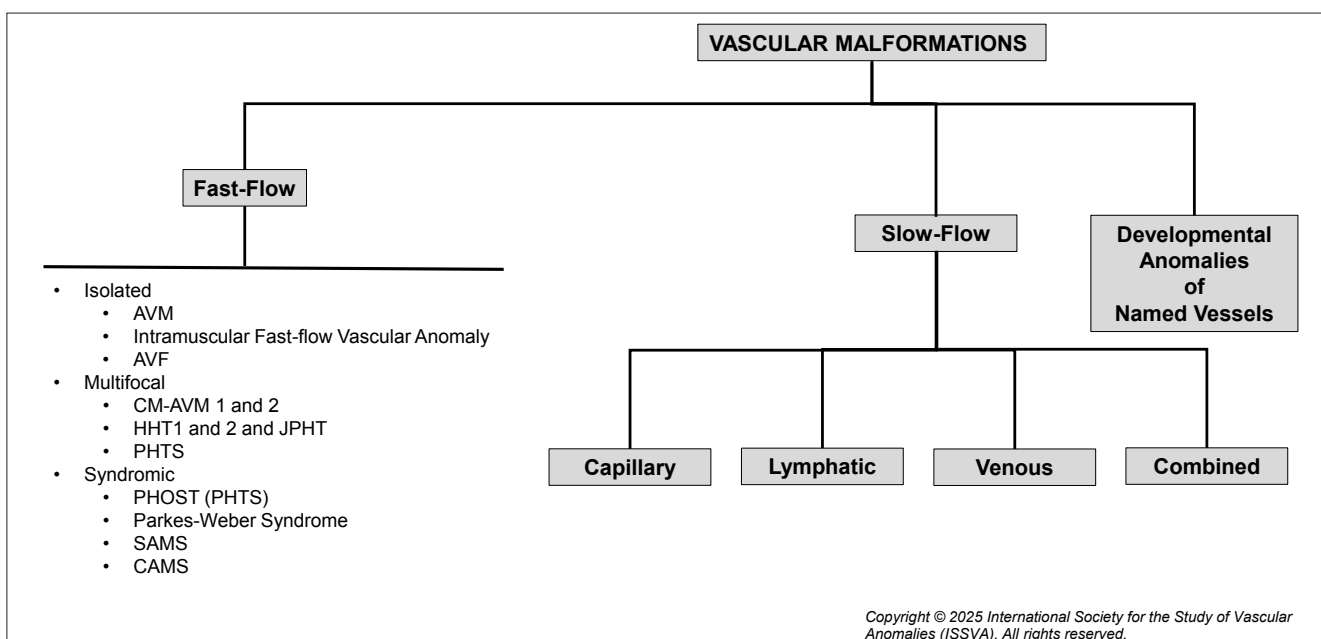 VASCULAR MALFORMATIONS
Fast-Flow
• Isolated
• AVM
• Intramuscular Fast-flow Vascular Anomaly
• AVF
• Multifocal
• CM-AVM 1 and 2
• HHT1 and 2 and JPHT
• PHTS
• Syndromic
• PHOST (PHTS)
• Parkes-Weber Syndrome
• SAMS
• CAMS
Slow-Flow
Capillary
Lymphatic
Venous
Combined
Developmental
Anomalies
of
Named Vessels
Copyright © 2025 International Society for the Study of Vascular
Anomalies (ISSVA). All rights reserved.